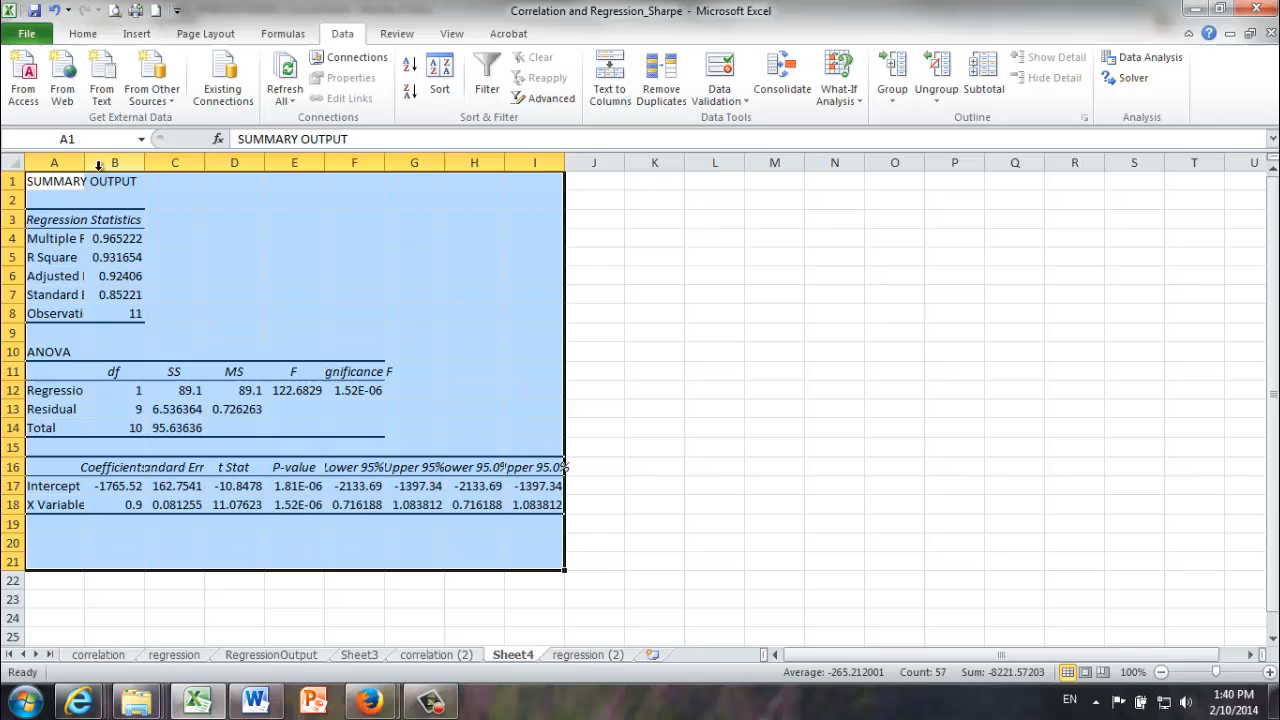 Correlation and Regression_Sharpe - Microsoft Excel
File Home Insert Page Layout Formulas Data Review View Acrobat
From Access
From Web
From Text
From Other Sources
Existing Connections
Get External Data
Refresh All
Connections
Properties
Edit Links
Connections
Sort
Filter
Clear
Reapply
Advanced
Sort & Filter
Text to Columns
Remove Duplicates
Data Validation
Consolidate
What-If Analysis
Data Tools
Group
Ungroup
Subtotal
Show Detail
Hide Detail
Outline
Data Analysis
Solver
Analysis
A1 fx SUMMARY OUTPUT
A B C D E F G H I J K L M N O P Q R S T U
1 SUMMARY OUTPUT
2
3 Regression Statistics
4 Multiple R 0.965222
5 R Square 0.931654
6 Adjusted 0.92406
7 Standard E 0.85221
8 Observati 11
9
10 ANOVA
11 df SS MS F gnificance F
12 Regressio 1 89.1 89.1 122.6829 1.52E-06
13 Residual 9 6.536364 0.726263
14 Total 10 95.63636
15
16 Coefficients andard Err t Stat P-value Lower 95% Upper 95% ower 95.0% pper 95.0%
17 Intercept -1765.52 162.7541 -10.8478 1.81E-06 -2133.69 -1397.34 -2133.69 -1397.34
18 X Variable 0.9 0.081255 11.07623 1.52E-06 0.716188 1.083812 0.716188 1.083812
19
20
21
22
23
24
25
correlation regression RegressionOutput Sheet3 correlation (2) Sheet4 regression (2)
Ready Average: -265.212001 Count: 57 Sum: -8221.57203 100%
EN 1:40 PM
2/10/2014